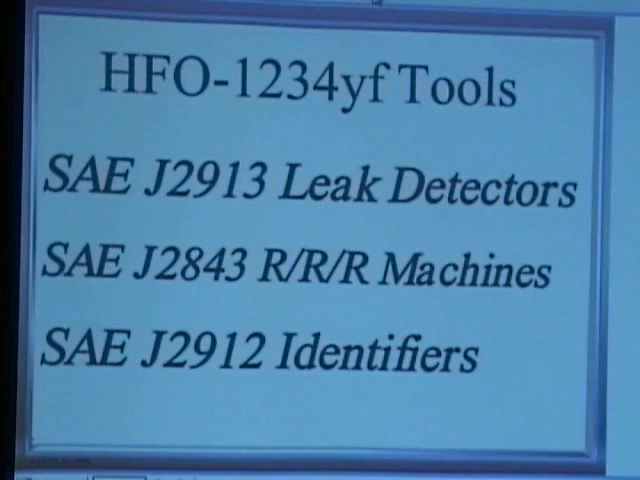 HFO-1234yf Tools
SAE J2913 Leak Detectors
SAE J2843 R/R/R Machines
SAE J2912 Identifiers